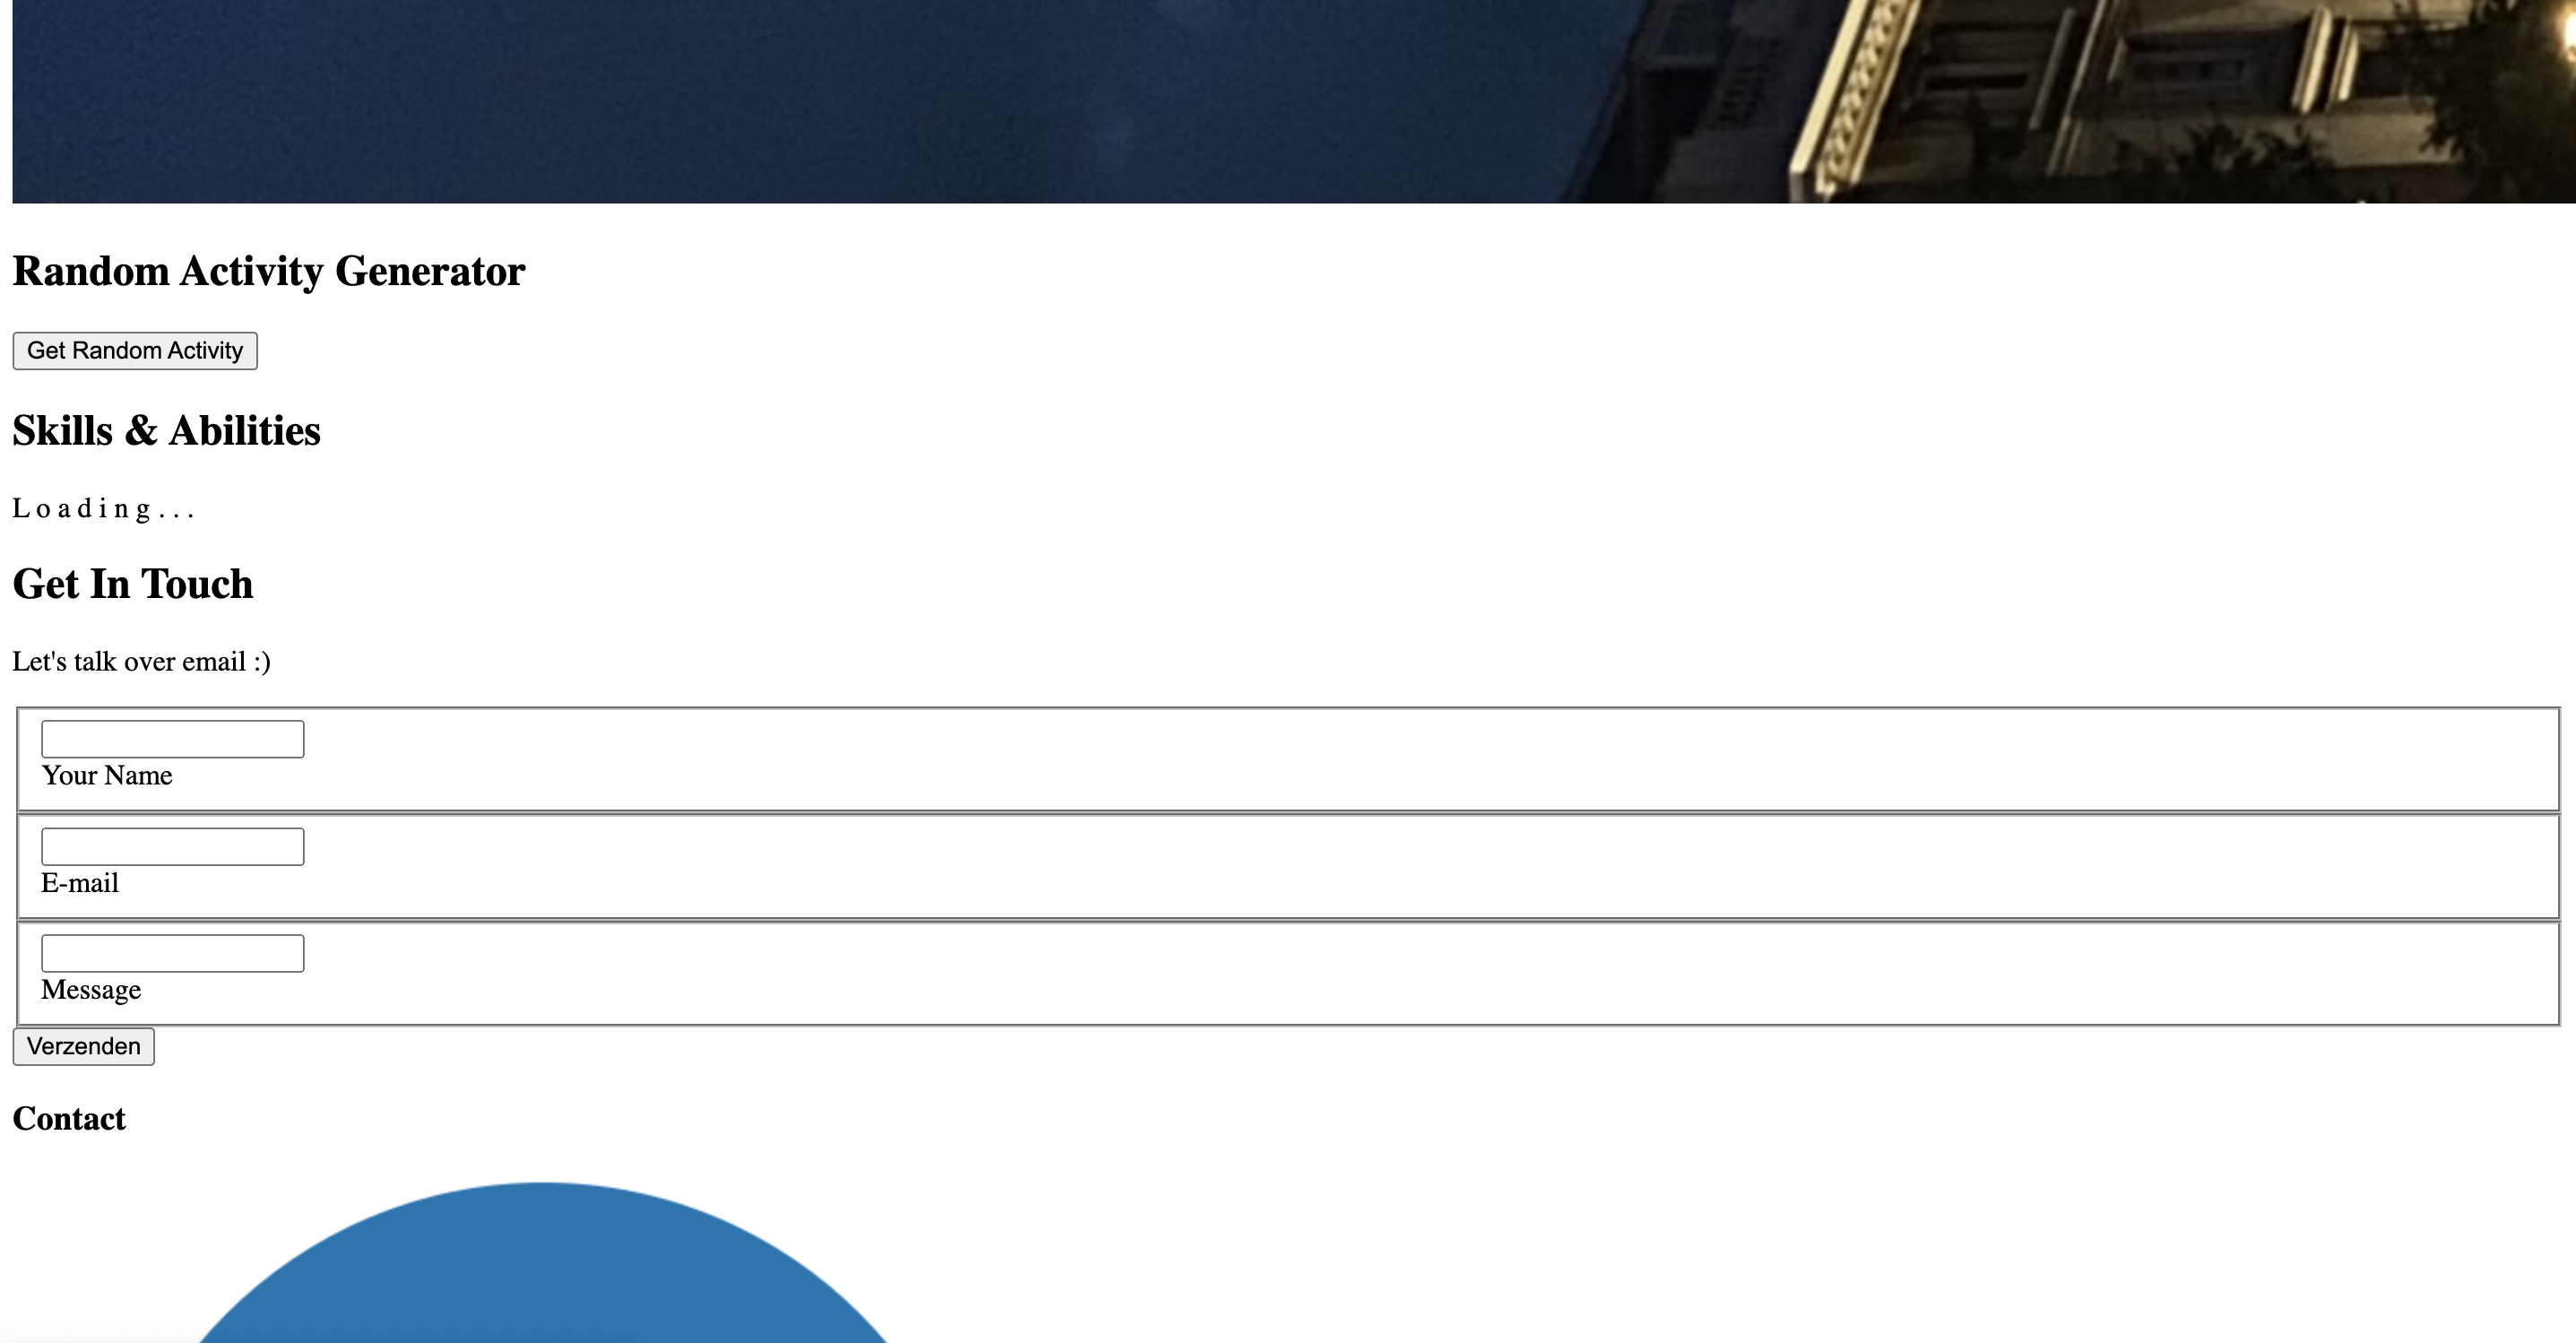 Random Activity Generator
Get Random Activity
Skills & Abilities
L o a d i n g . . .
Get In Touch
Let's talk over email :)
Your Name
E-mail
Message
Verzenden
Contact